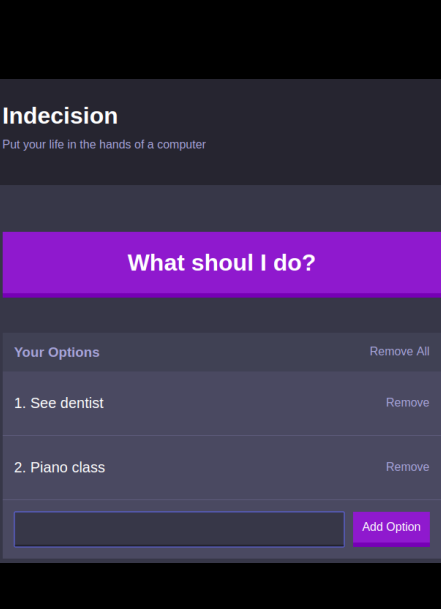 Indecision
Put your life in the hands of a computer
What shoul I do?
Your Options Remove All
1. See dentist Remove
2. Piano class Remove
Add Option